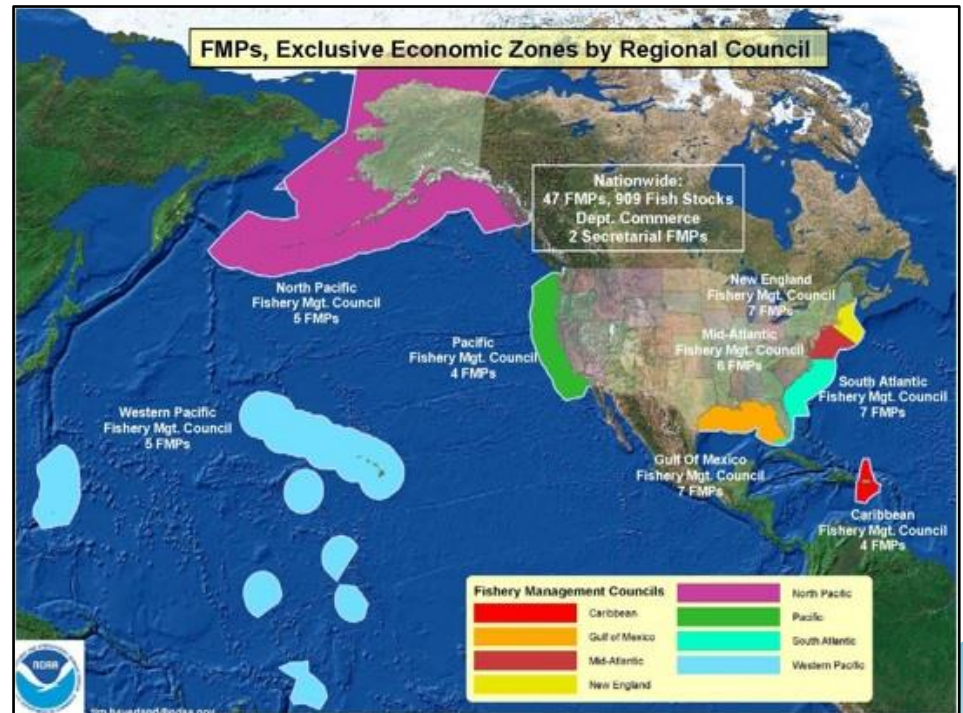 FMPs, Exclusive Economic Zones by Regional Council
Nationwide:
47 FMPs, 909 Fish Stocks
Dept. Commerce
2 Secretarial FMPs
North Pacific
Fishery Mgt. Council
5 FMPs
New England
Fishery Mgt. Council
7 FMPs
Mid-Atlantic
Fishery Mgt. Council
6 FMPs
Pacific
Fishery Mgt. Council
4 FMPs
South Atlantic
Fishery Mgt. Council
7 FMPs
Western Pacific
Fishery Mgt. Council
5 FMPs
Gulf Of Mexico
Fishery Mgt. Council
7 FMPs
Caribbean
Fishery Mgt. Council
4 FMPs
Fishery Management Councils
Caribbean
Gulf of Mexico
Mid-Atlantic
New England
North Pacific
Pacific
South Atlantic
Western Pacific
NOAA